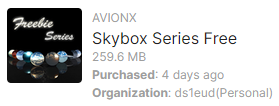 Freebie
Series
AVIONX
Skybox Series Free
259.6 MB
Purchased: 4 days ago
Organization: ds1eud(Personal)